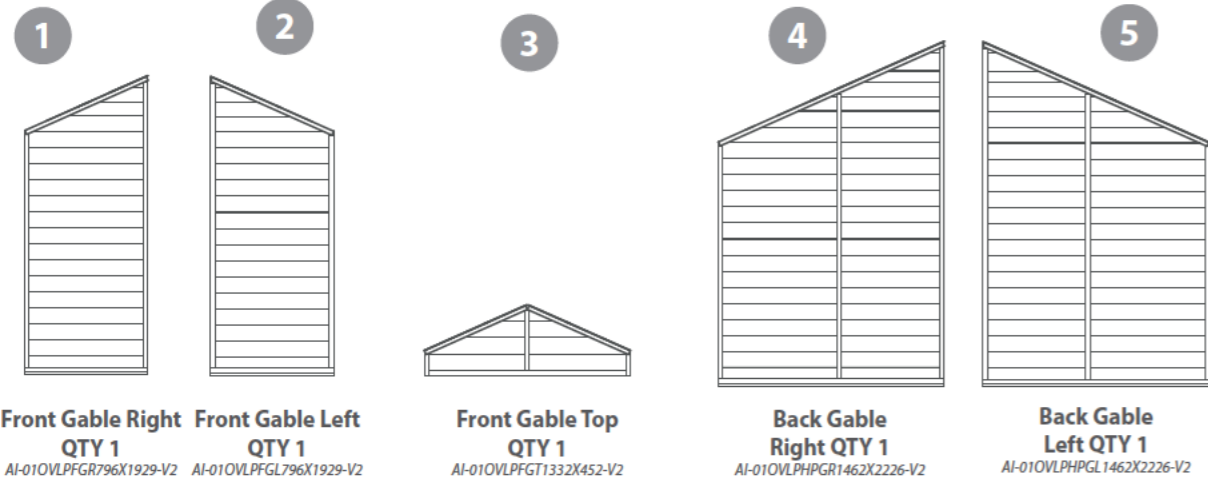 1
2
3
4
5
Front Gable Right
QTY 1
AI-01OVLPFGR796X1929-V2
Front Gable Left
QTY 1
AI-01OVLPFGL796X1929-V2
Front Gable Top
QTY 1
AI-01OVLPFGT1332X452-V2
Back Gable
Right QTY 1
AI-01OVLPHPGR1462X2226-V2
Back Gable
Left QTY 1
AI-01OVLPHPGL1462X2226-V2